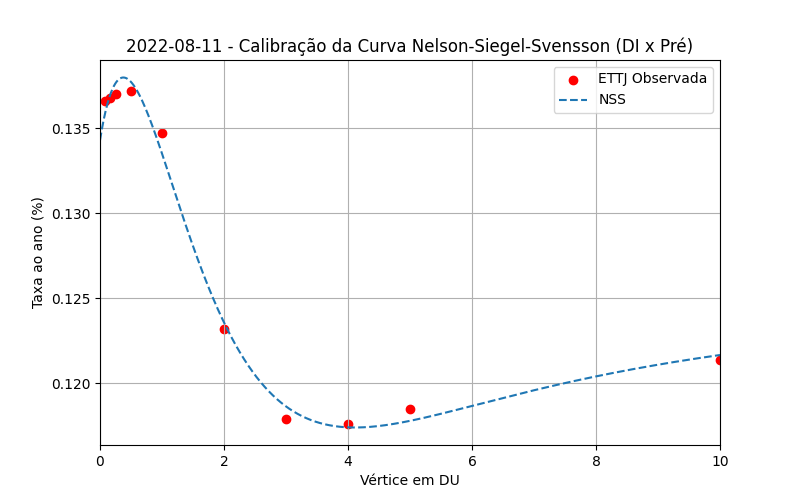 2022-08-11 - Calibração da Curva Nelson-Siegel-Svensson (DI x Pré)
ETTJ Observada
NSS
Taxa ao ano (%)
0.135
0.130
0.125
0.120
0 2 4 6 8 10
Vértice em DU